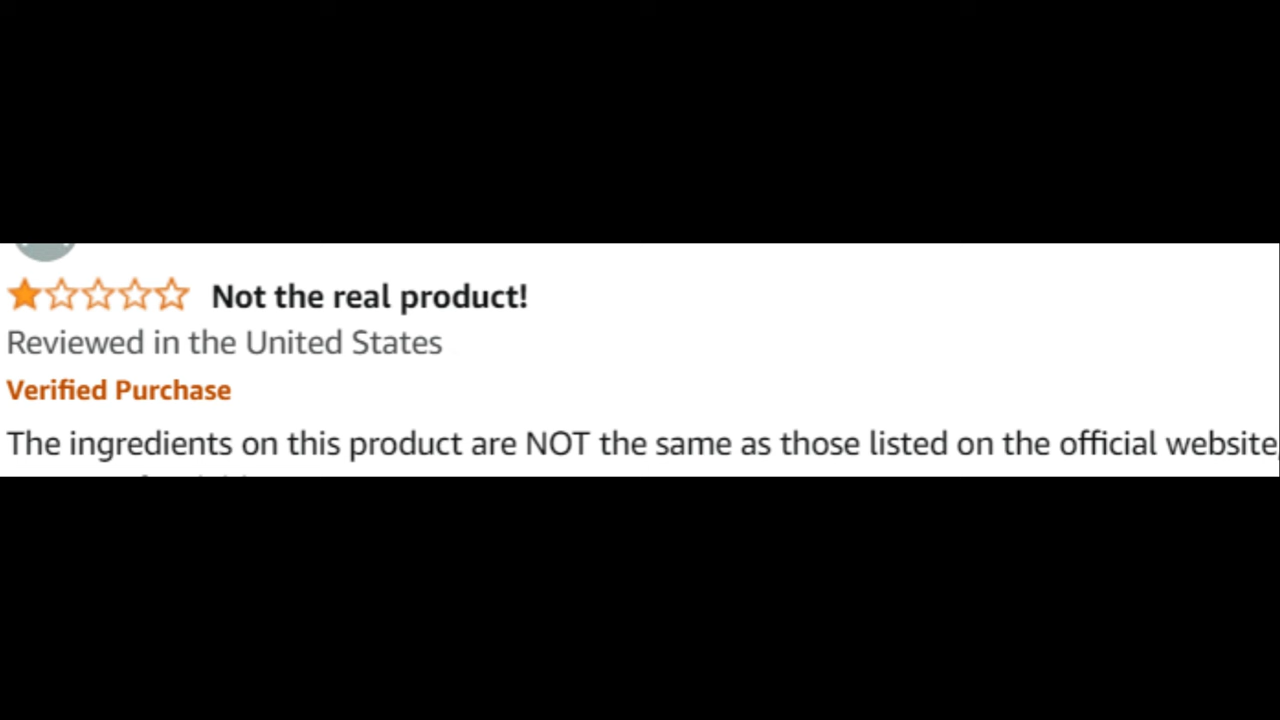 Not the real product!
Reviewed in the United States
Verified Purchase
The ingredients on this product are NOT the same as those listed on the official website,